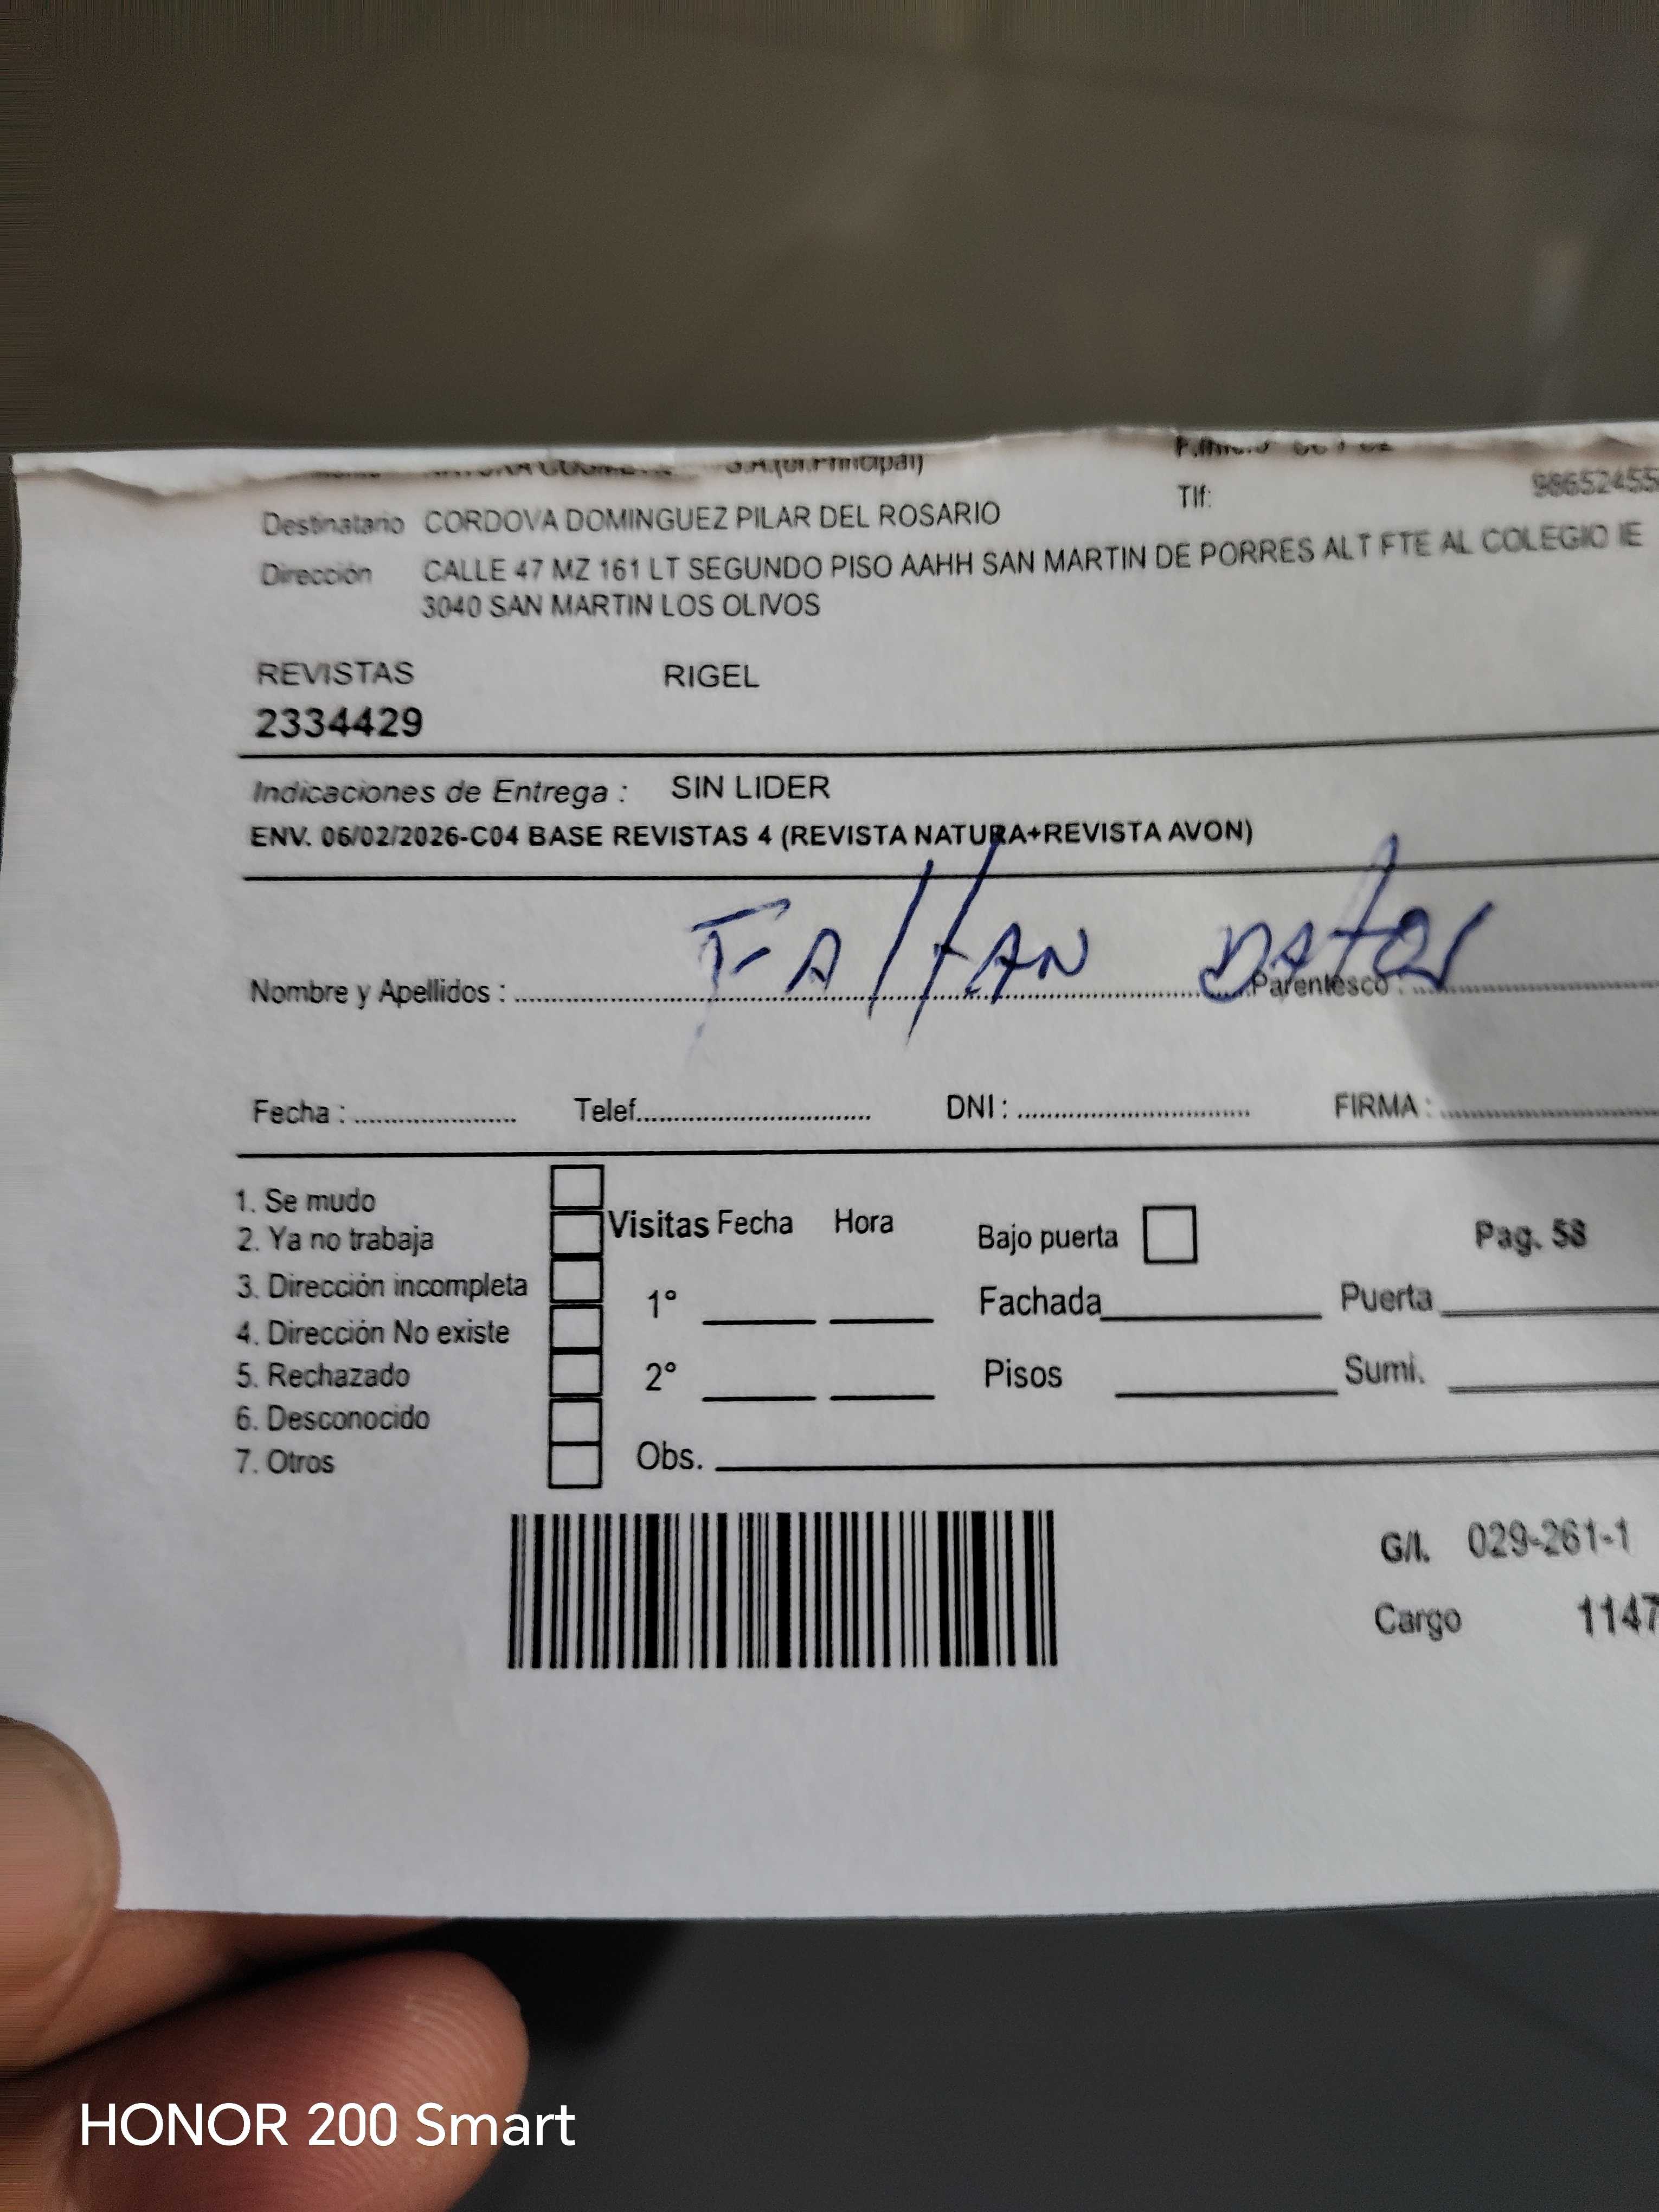 S.A.(of.Principal)
Tlf:
Destinatario CORDOVA DOMINGUEZ PILAR DEL ROSARIO
Dirección CALLE 47 MZ 161 LT SEGUNDO PISO AAHH SAN MARTIN DE PORRES ALT FTE AL COLEGIO IE
3040 SAN MARTIN LOS OLIVOS
REVISTAS RIGEL
2334429
Indicaciones de Entrega : SIN LIDER
ENV. 06/02/2026-C04 BASE REVISTAS 4 (REVISTA NATURA+REVISTA AVON)
FALTAN DATOS
Nombre y Apellidos : Parentesco :
Fecha : Telef. DNI : FIRMA :
1. Se mudo
2. Ya no trabaja
3. Dirección incompleta
4. Dirección No existe
5. Rechazado
6. Desconocido
7. Otros
Visitas Fecha Hora
1°
2°
Obs.
Bajo puerta
Fachada Puerta
Pisos Sumi.
Pag. 58
G/I. 029-261-1
Cargo 1147
HONOR 200 Smart